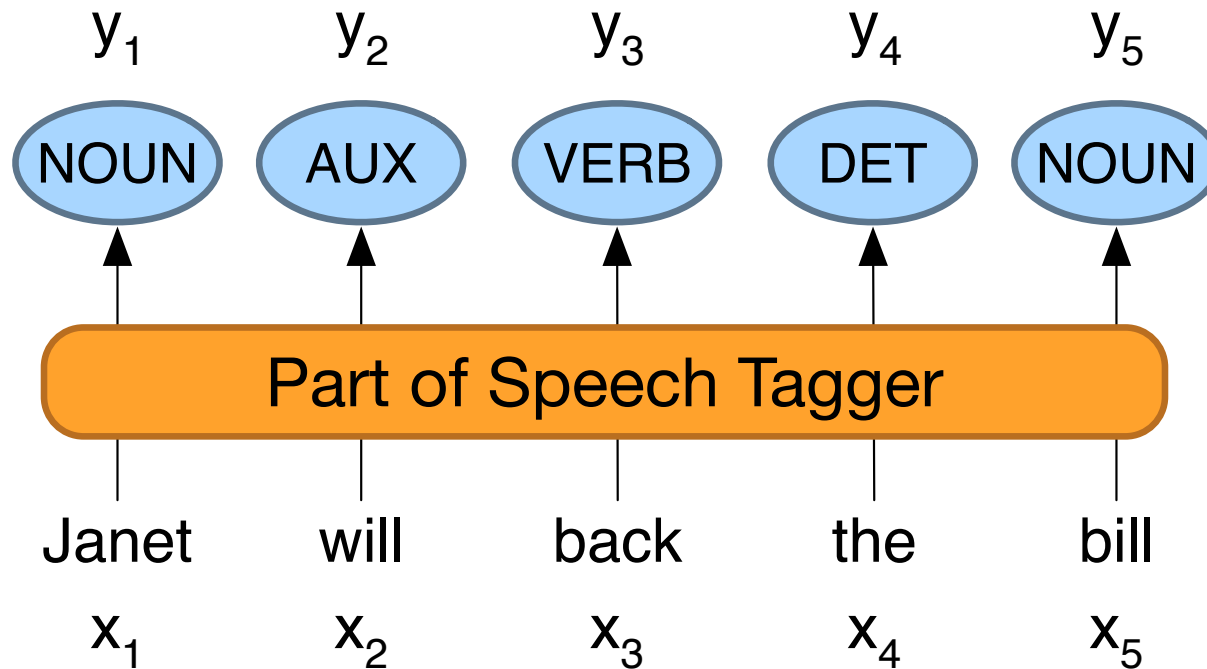 y1 y2 y3 y4 y5
NOUN AUX VERB DET NOUN
Part of Speech Tagger
Janet will back the bill
x1 x2 x3 x4 x5